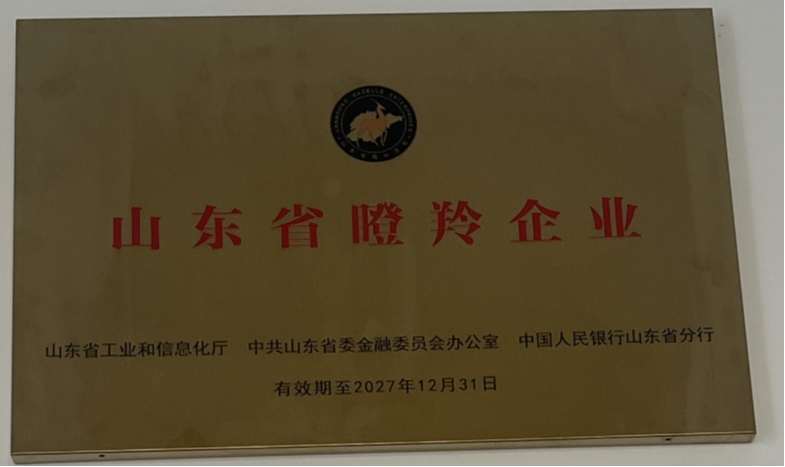 SHANDONG GAZELLE ENTERPRISE
山东省瞪羚企业
山东省工业和信息化厅 中共山东省委金融委员会办公室 中国人民银行山东省分行
有效期至2027年12月31日